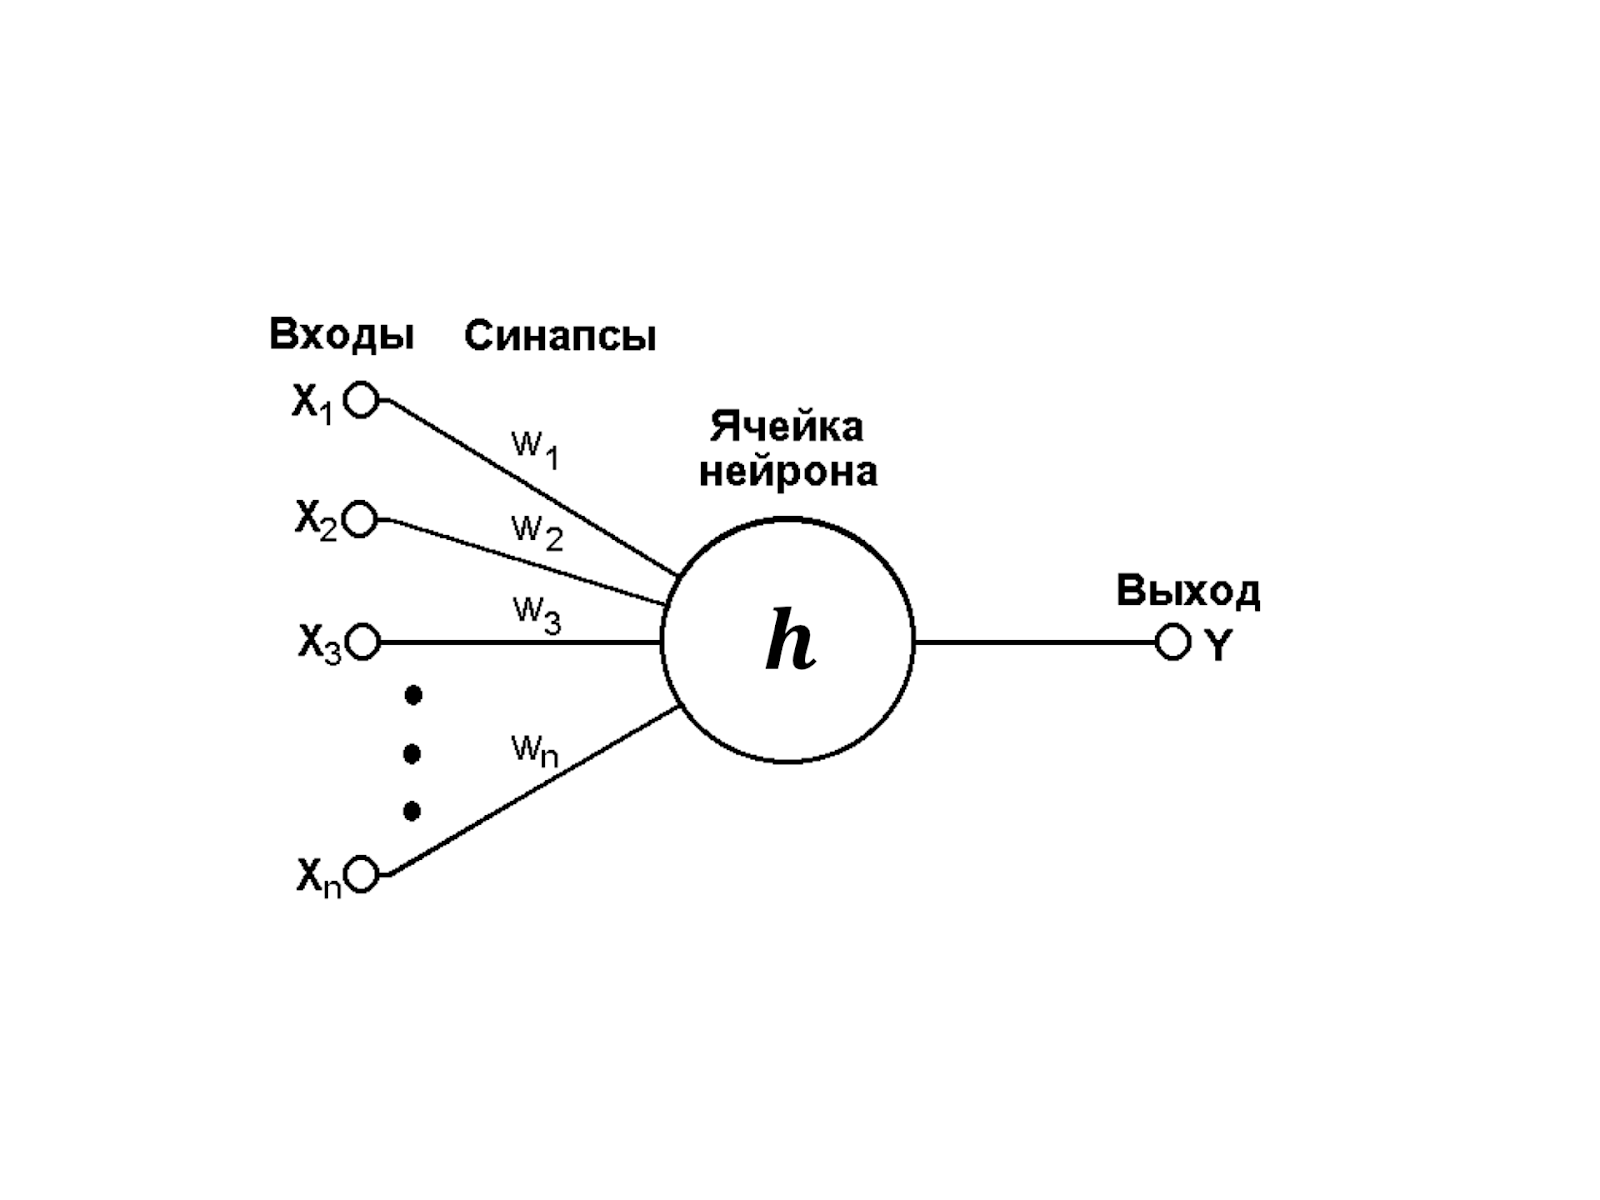 Входы Синапсы
X1
w1
Ячейка
нейрона
X2
w2
Выход
X3
w3
h
Y
wn
Xn